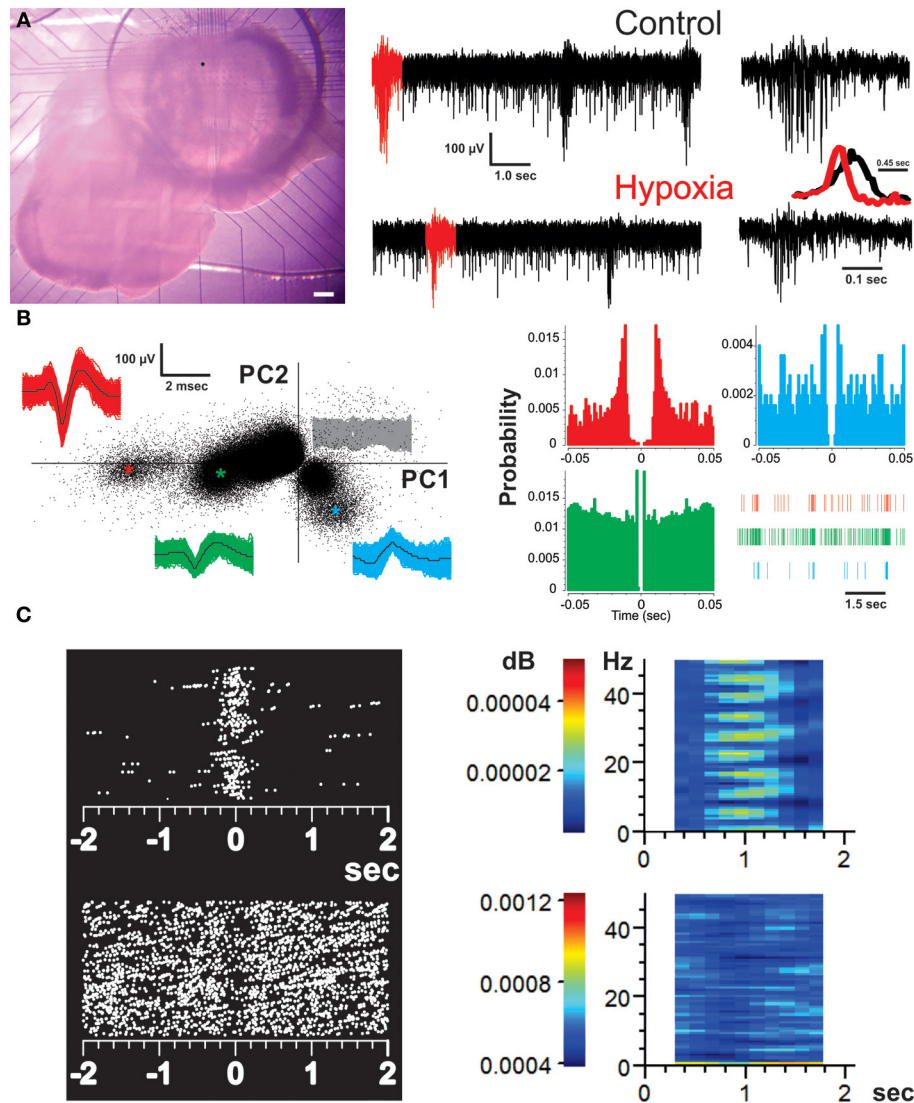 A
Control
100 µV
1.0 sec
Hypoxia
0.45 sec
0.1 sec
B
100 µV
2 msec
PC2
PC1
Probability
0.015
0.010
0.005
0
-0.05 0 0.05
0.004
0.002
0
-0.05 0 0.05
0.015
0.010
0.005
0
-0.05 0 0.05
Time (sec)
1.5 sec
C
-2 -1 0 1 2
sec
-2 -1 0 1 2
dB
0.00004
0.00002
Hz
40
20
0
0 1 2
0.0012
0.0008
0.0004
40
20
0
0 1 2 sec